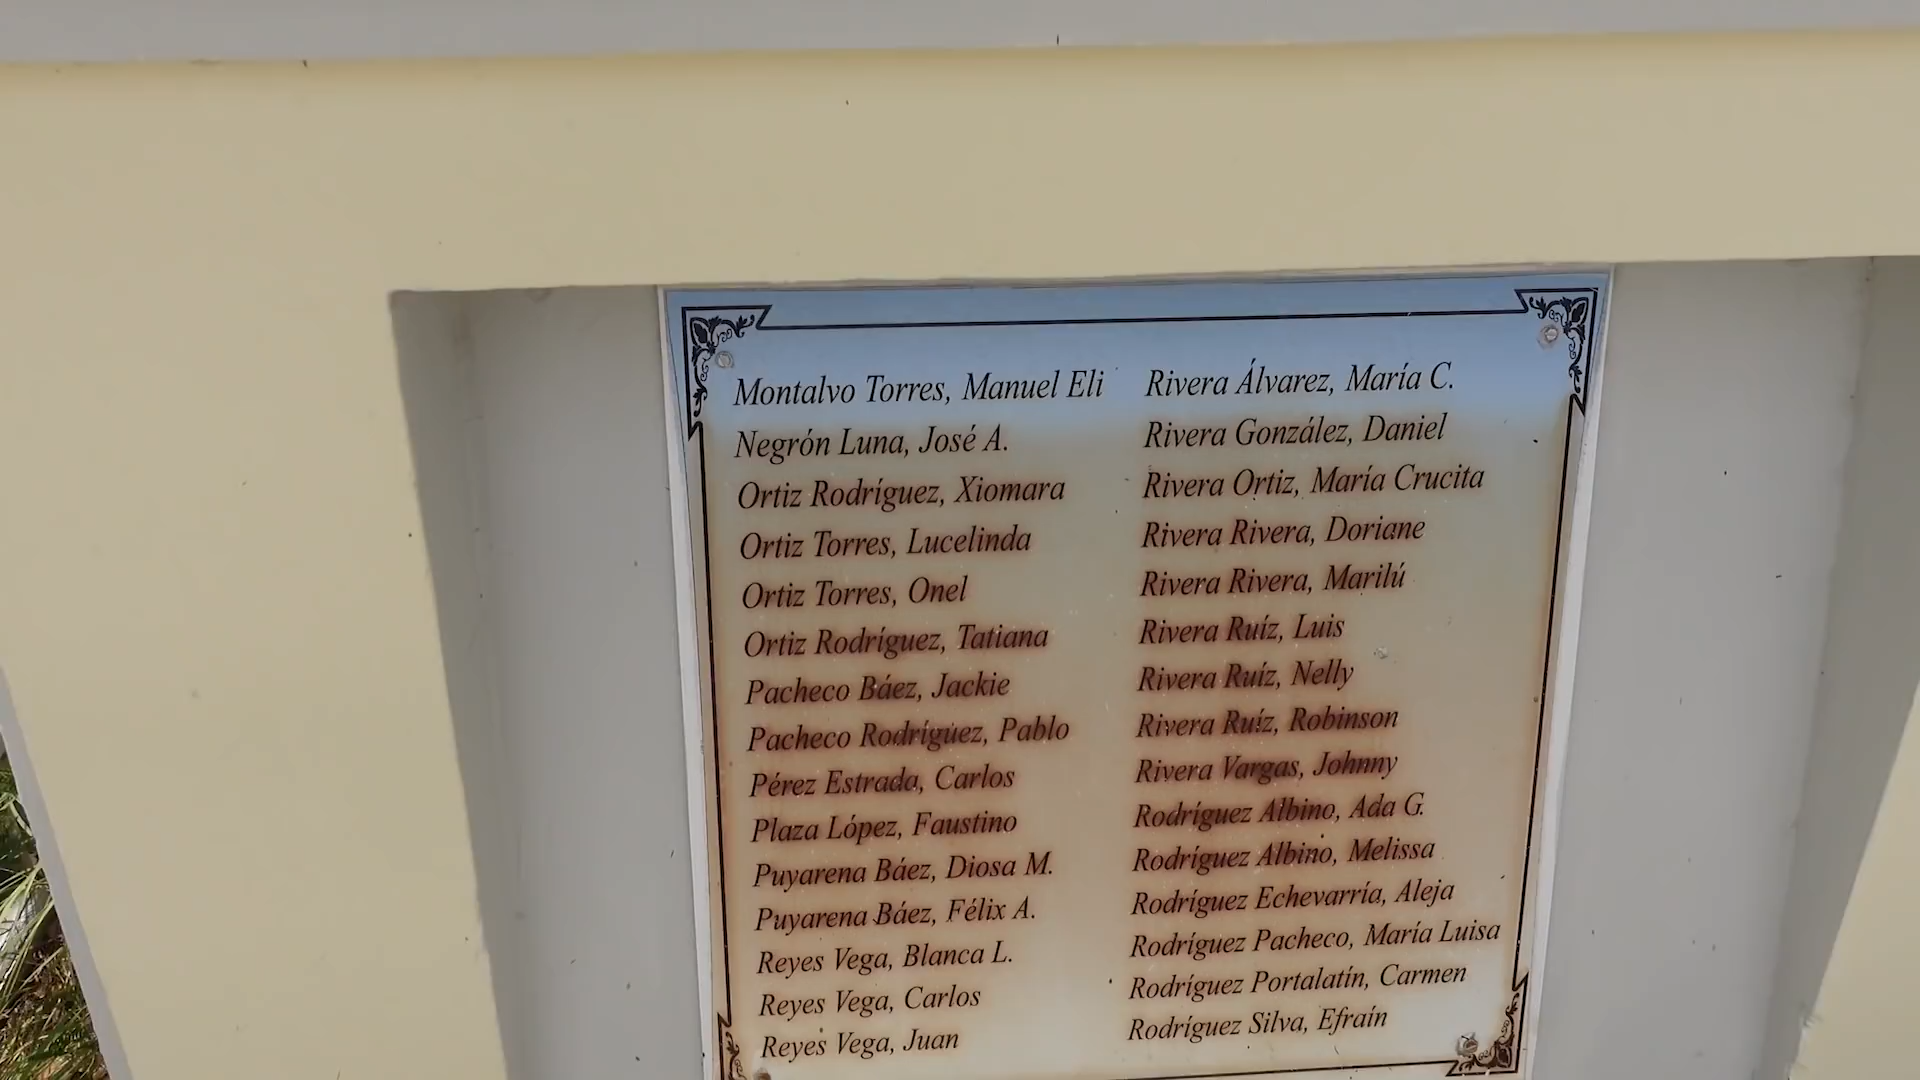 Montalvo Torres, Manuel Eli
Negrón Luna, José A.
Ortiz Rodríguez, Xiomara
Ortiz Torres, Lucelinda
Ortiz Torres, Onel
Ortiz Rodríguez, Tatiana
Pacheco Báez, Jackie
Pacheco Rodríguez, Pablo
Pérez Estrada, Carlos
Plaza López, Faustino
Puyarena Báez, Diosa M.
Puyarena Báez, Félix A.
Reyes Vega, Blanca L.
Reyes Vega, Carlos
Reyes Vega, Juan
Rivera Álvarez, María C.
Rivera González, Daniel
Rivera Ortiz, María Crucita
Rivera Rivera, Doriane
Rivera Rivera, Marilú
Rivera Ruíz, Luis
Rivera Ruíz, Nelly
Rivera Ruíz, Robinson
Rivera Vargas, Johnny
Rodríguez Albino, Ada G.
Rodríguez Albino, Melissa
Rodríguez Echevarría, Aleja
Rodríguez Pacheco, María Luisa
Rodríguez Portalatín, Carmen
Rodríguez Silva, Efraín